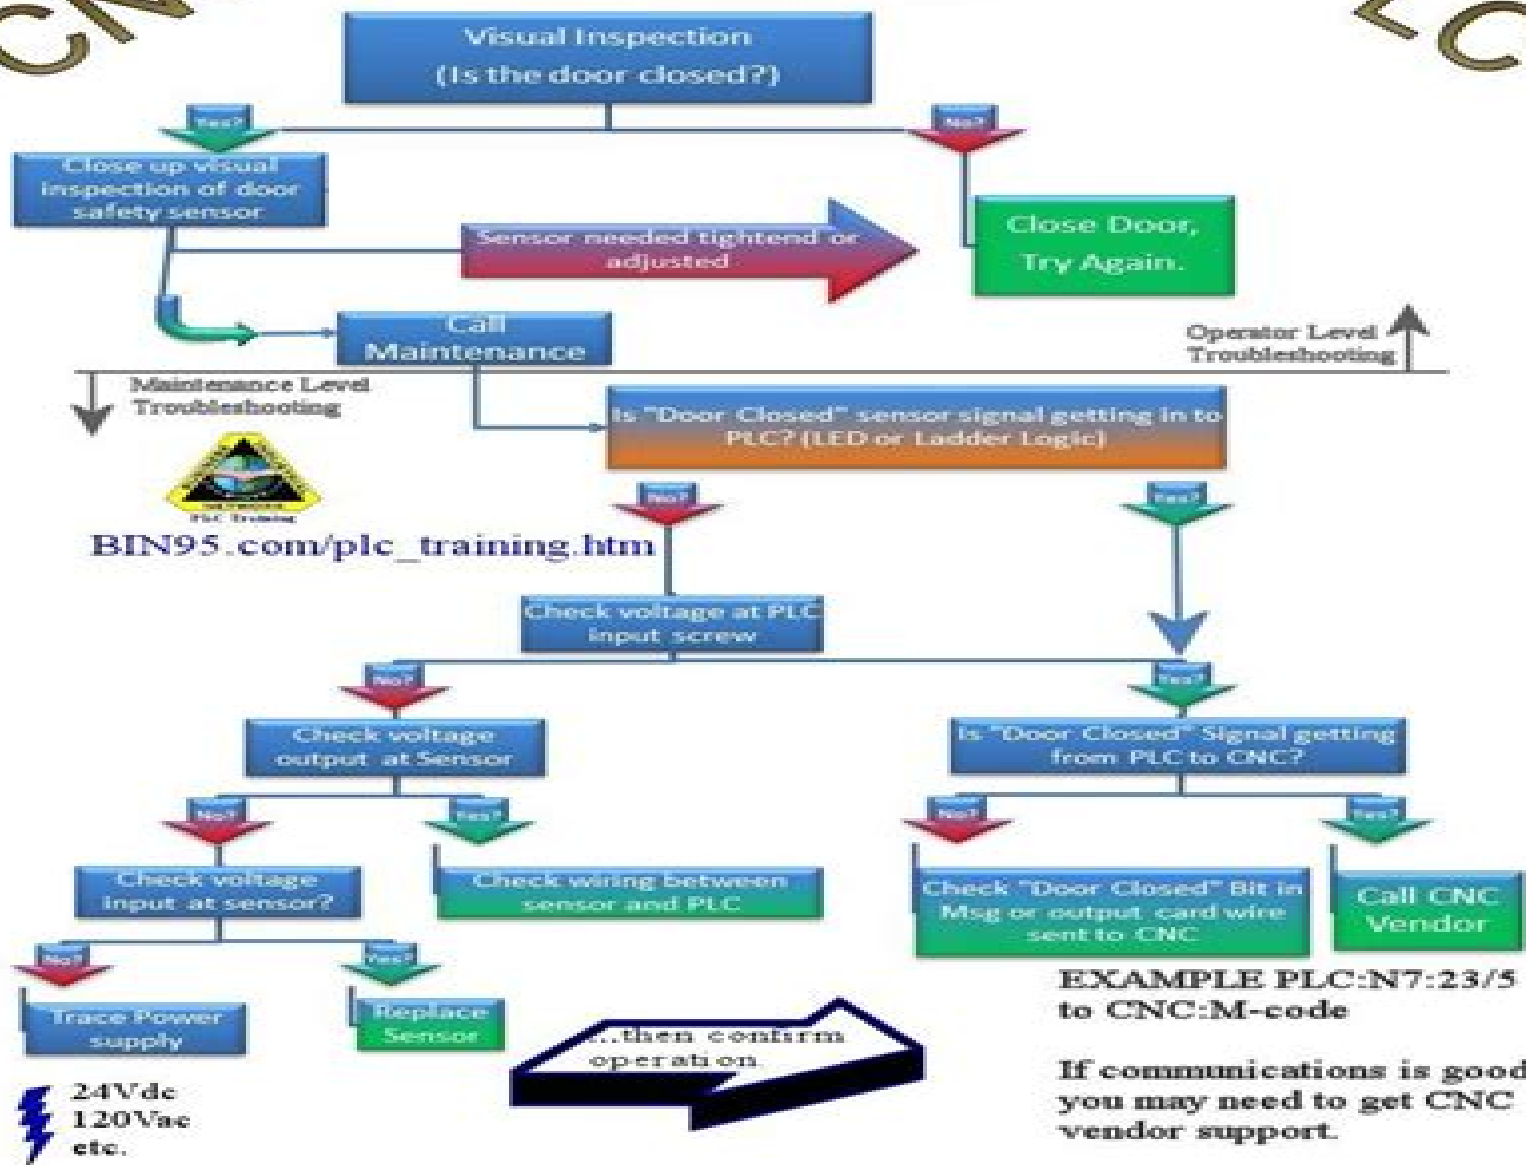 CN
LC
Visual Inspection
(Is the door closed?)
Yes?
No?
Close up visual
inspection of door
safety sensor
Sensor needed tightend or
adjusted
Close Door,
Try Again.
Call
Maintenance
Operator Level
Troubleshooting
Maintenance Level
Troubleshooting
Is "Door Closed" sensor signal getting in to
PLC? (LED or Ladder Logic)
No?
Yes?
PLC Training
BIN95.com/plc_training.htm
Check voltage at PLC
input screw
No?
Yes?
Check voltage
output at Sensor
Is "Door Closed" Signal getting
from PLC to CNC?
No?
Yes?
No?
Yes?
Check voltage
input at sensor?
Check wiring between
sensor and PLC
Check "Door Closed" Bit in
Msg or output card wire
sent to CNC
Call CNC
Vendor
No?
Yes?
Trace Power
supply
Replace
Sensor
...then confirm
operation.
EXAMPLE PLC:N7:23/5
to CNC:M-code
If communications is good
you may need to get CNC
vendor support.
24Vdc
120Vac
etc.